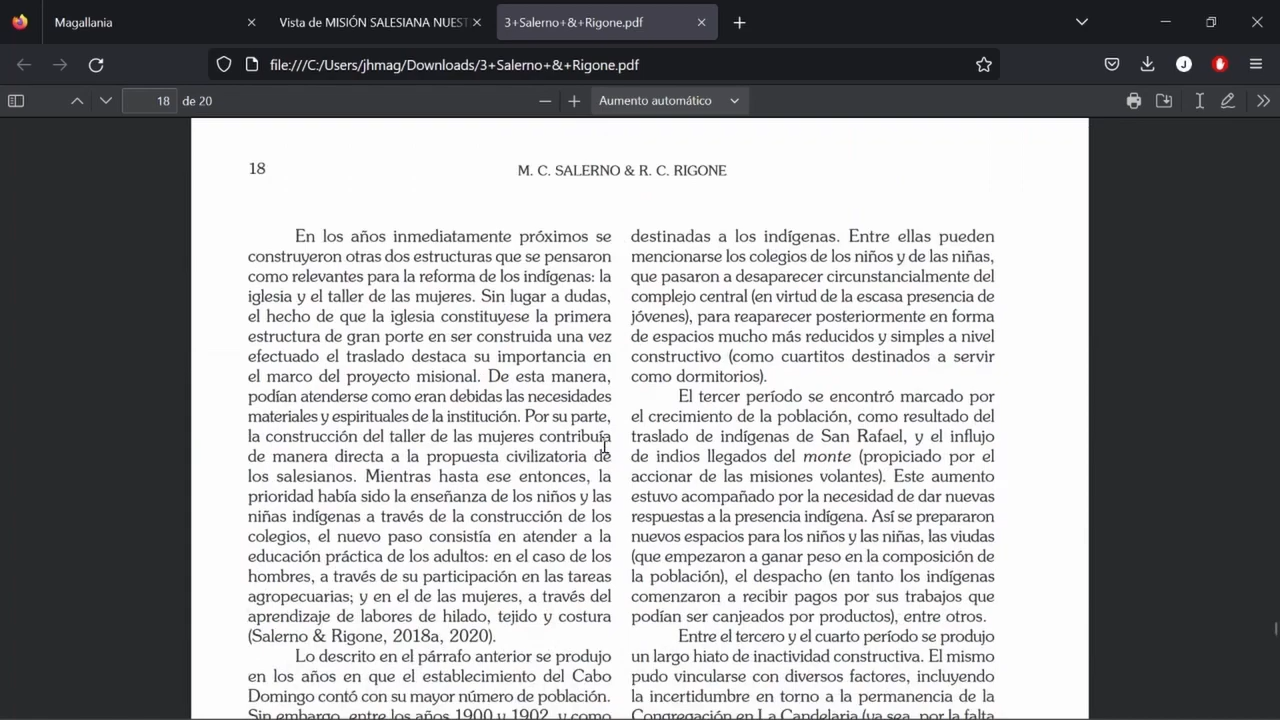 Magallania
Vista de MISIÓN SALESIANA NUEST
3+Salerno+&+Rigone.pdf
file:///C:/Users/jhmag/Downloads/3+Salerno+&+Rigone.pdf
J
18 de 20
Aumento automático
18
M. C. SALERNO & R. C. RIGONE
En los años inmediatamente próximos se
construyeron otras dos estructuras que se pensaron
como relevantes para la reforma de los indígenas: la
iglesia y el taller de las mujeres. Sin lugar a dudas,
el hecho de que la iglesia constituyese la primera
estructura de gran porte en ser construida una vez
efectuado el traslado destaca su importancia en
el marco del proyecto misional. De esta manera,
podían atenderse como eran debidas las necesidades
materiales y espirituales de la institución. Por su parte,
la construcción del taller de las mujeres contribuía
de manera directa a la propuesta civilizatoria de
los salesianos. Mientras hasta ese entonces, la
prioridad había sido la enseñanza de los niños y las
niñas indígenas a través de la construcción de los
colegios, el nuevo paso consistía en atender a la
educación práctica de los adultos: en el caso de los
hombres, a través de su participación en las tareas
agropecuarias; y en el de las mujeres, a través del
aprendizaje de labores de hilado, tejido y costura
(Salerno & Rigone, 2018a, 2020).
Lo descrito en el párrafo anterior se produjo
en los años en que el establecimiento del Cabo
Domingo contó con su mayor número de población.
Sin embargo, entre los años 1900 y 1902, y como
destinadas a los indígenas. Entre ellas pueden
mencionarse los colegios de los niños y de las niñas,
que pasaron a desaparecer circunstancialmente del
complejo central (en virtud de la escasa presencia de
jóvenes), para reaparecer posteriormente en forma
de espacios mucho más reducidos y simples a nivel
constructivo (como cuartitos destinados a servir
como dormitorios).
El tercer período se encontró marcado por
el crecimiento de la población, como resultado del
traslado de indígenas de San Rafael, y el influjo
de indios llegados del monte (propiciado por el
accionar de las misiones volantes). Este aumento
estuvo acompañado por la necesidad de dar nuevas
respuestas a la presencia indígena. Así se prepararon
nuevos espacios para los niños y las niñas, las viudas
(que empezaron a ganar peso en la composición de
la población), el despacho (en tanto los indígenas
comenzaron a recibir pagos por sus trabajos que
podían ser canjeados por productos), entre otros.
Entre el tercero y el cuarto período se produjo
un largo hiato de inactividad constructiva. El mismo
pudo vincularse con diversos factores, incluyendo
la incertidumbre en torno a la permanencia de la
Congregación en La Candelaria (ya sea, por la falta